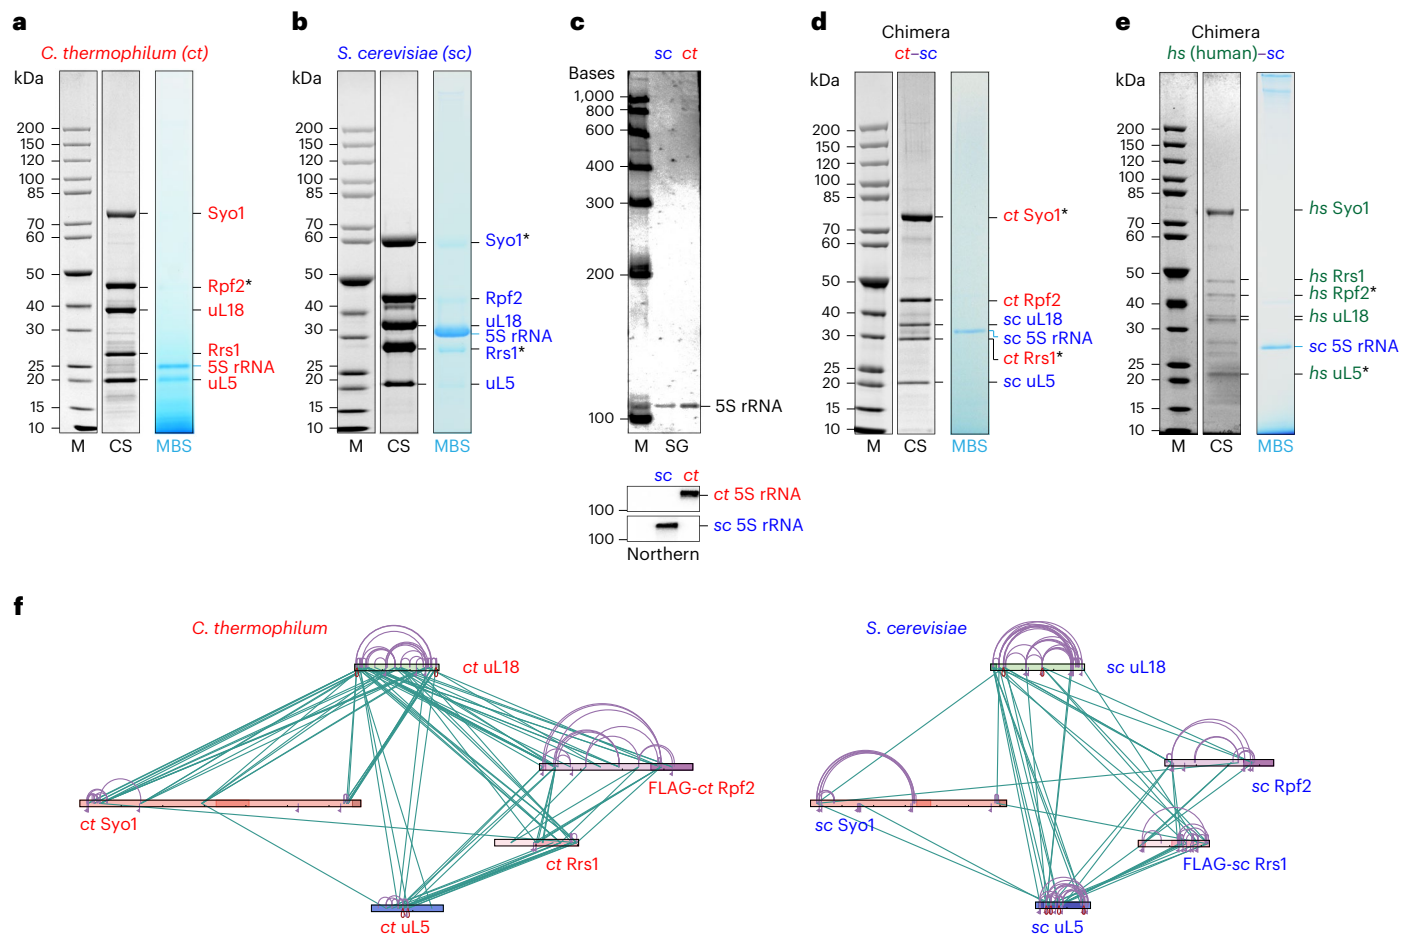 a
C. thermophilum (ct)
kDa
200
150
120
100
85
70
60
50
40
30
25
20
15
10
Syo1
Rpf2*
uL18
Rrs1
5S rRNA
uL5
M
CS
MBS
b
S. cerevisiae (sc)
kDa
200
150
120
100
85
70
60
50
40
30
25
20
15
10
Syo1*
Rpf2
uL18
5S rRNA
Rrs1*
uL5
M
CS
MBS
c
sc ct
Bases
1,000
800
600
400
300
200
100
5S rRNA
M
SG
sc ct
ct 5S rRNA
100
sc 5S rRNA
100
Northern
d
Chimera
ct–sc
kDa
200
150
120
100
85
70
60
50
40
30
25
20
15
10
ct Syo1*
ct Rpf2
sc uL18
sc 5S rRNA
ct Rrs1*
sc uL5
M
CS
MBS
e
Chimera
hs (human)–sc
kDa
200
150
120
100
85
70
60
50
40
30
25
20
15
10
hs Syo1
hs Rrs1
hs Rpf2*
hs uL18
sc 5S rRNA
hs uL5*
M
CS
MBS
f
C. thermophilum
ct uL18
FLAG-ct Rpf2
ct Syo1
ct Rrs1
ct uL5
S. cerevisiae
sc uL18
sc Rpf2
sc Syo1
FLAG-sc Rrs1
sc uL5